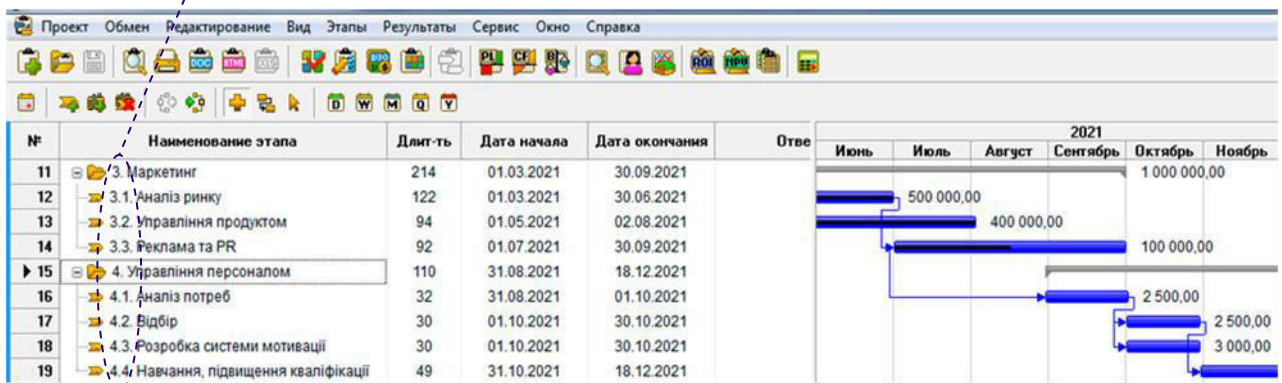 Проект Обмен Редактирование Вид Этапы Результаты Сервис Окно Справка
DOC HTML PL CF ROI
D W M Q Y
№ Наименование этапа Длит-ть Дата начала Дата окончания Отве 2021
Июнь Июль Август Сентябрь Октябрь Ноябрь
11 3. Маркетинг 214 01.03.2021 30.09.2021 1 000 000,00
12 3.1. Аналіз ринку 122 01.03.2021 30.06.2021 500 000,00
13 3.2. Управління продуктом 94 01.05.2021 02.08.2021 400 000,00
14 3.3. Реклама та PR 92 01.07.2021 30.09.2021 100 000,00
15 4. Управління персоналом 110 31.08.2021 18.12.2021
16 4.1. Аналіз потреб 32 31.08.2021 01.10.2021 2 500,00
17 4.2. Відбір 30 01.10.2021 30.10.2021 2 500,00
18 4.3. Розробка системи мотивації 30 01.10.2021 30.10.2021 3 000,00
19 4.4. Навчання, підвищення кваліфікації 49 31.10.2021 18.12.2021